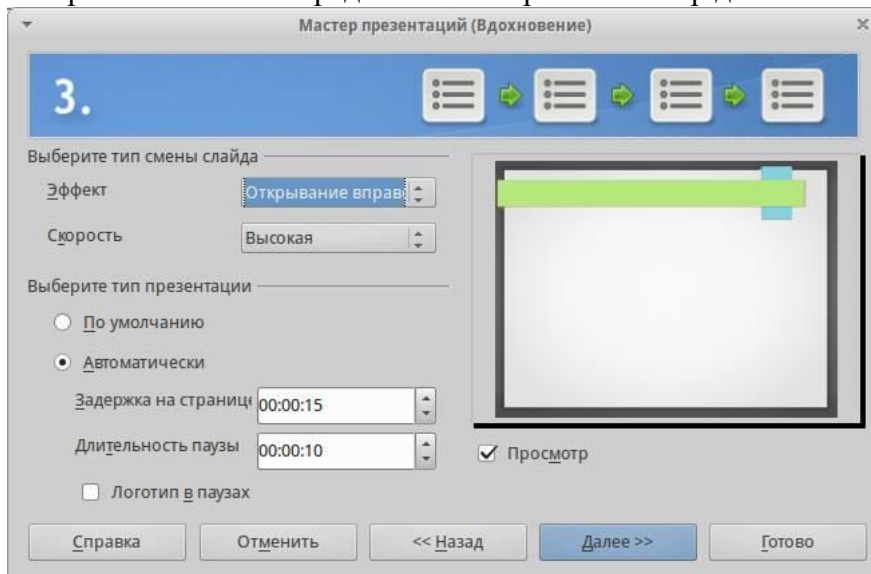 Мастер презентаций (Вдохновение)
3.
Выберите тип смены слайда
Эффект
Открывание вправ
Скорость
Высокая
Выберите тип презентации
По умолчанию
Автоматически
Задержка на странице
00:00:15
Длительность паузы
00:00:10
Логотип в паузах
Просмотр
Справка
Отменить
<< Назад
Далее >>
Готово